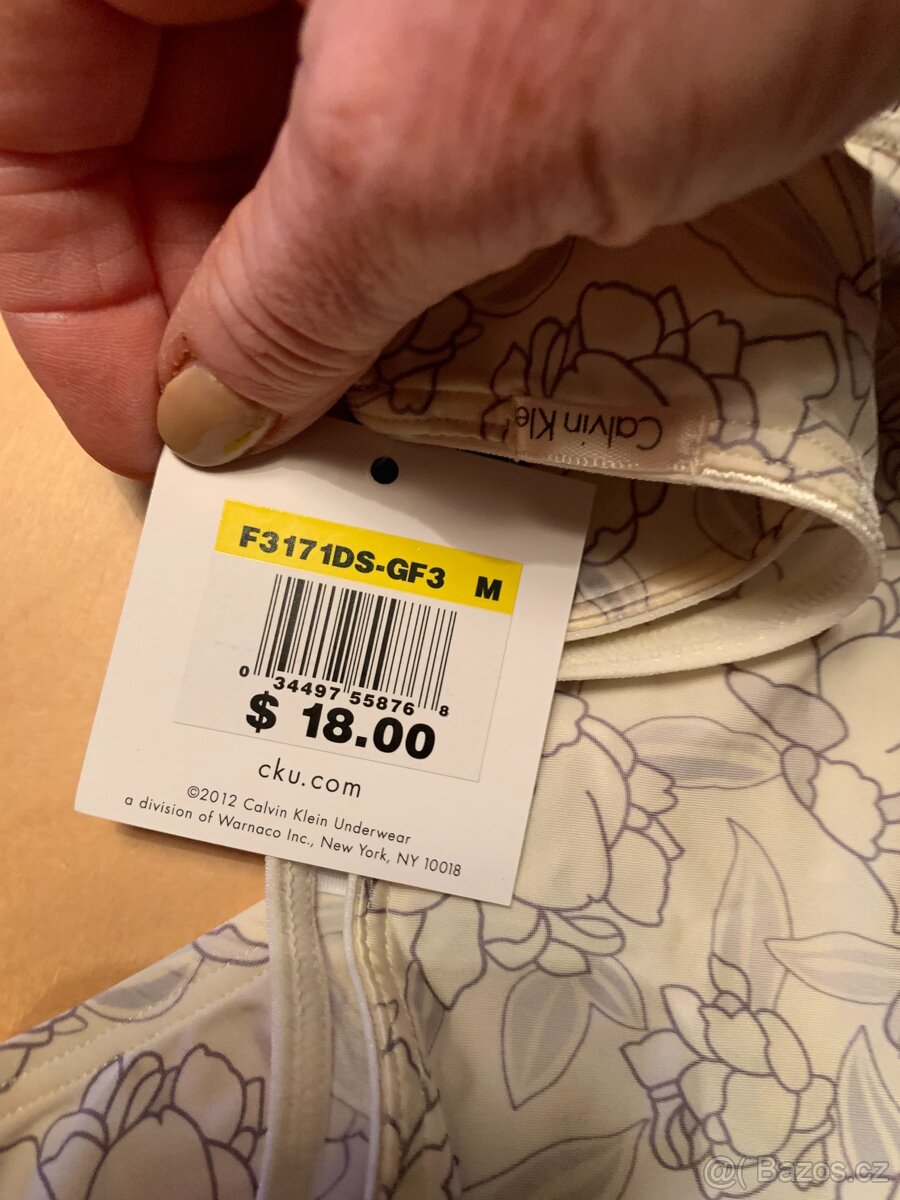 Calvin Kle
F3171DS-GF3 M
0 34497 55876 8
$ 18.00
cku.com
©2012 Calvin Klein Underwear
a division of Warnaco Inc., New York, NY 10018
@( Bazos.cz